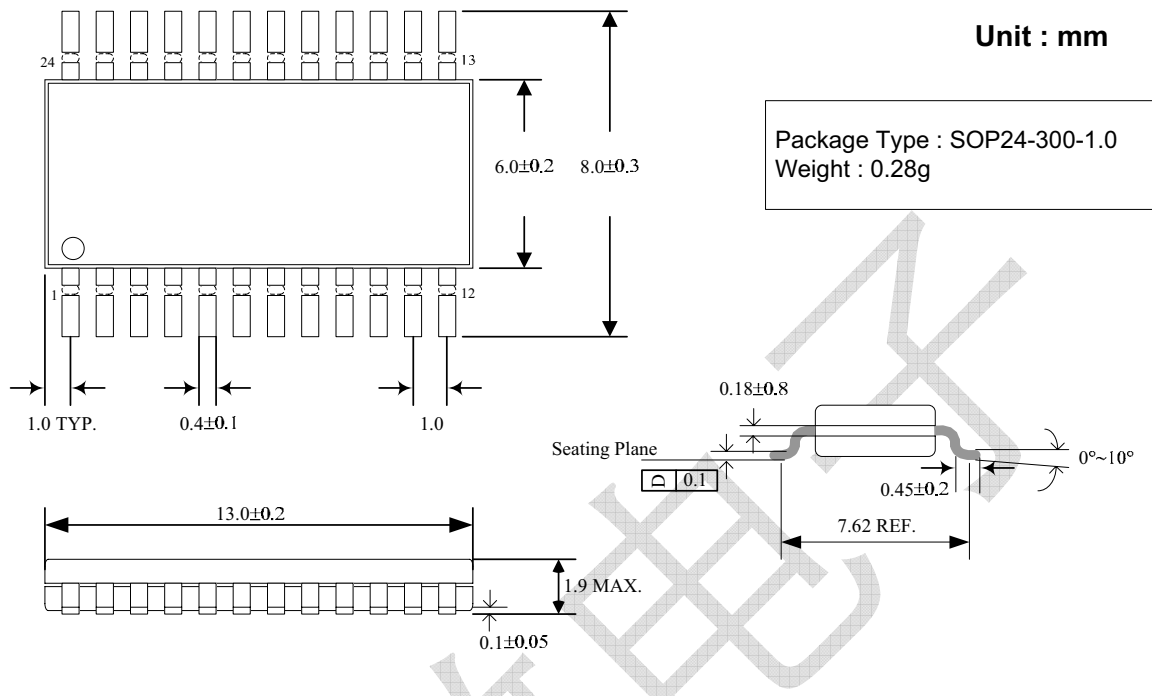 Unit : mm
24
13
Package Type : SOP24-300-1.0
Weight : 0.28g
6.0±0.2
8.0±0.3
1
12
1.0 TYP.
0.4±0.1
1.0
0.18±0.8
Seating Plane
D 0.1
0°~10°
0.45±0.2
7.62 REF.
13.0±0.2
1.9 MAX.
0.1±0.05
电子